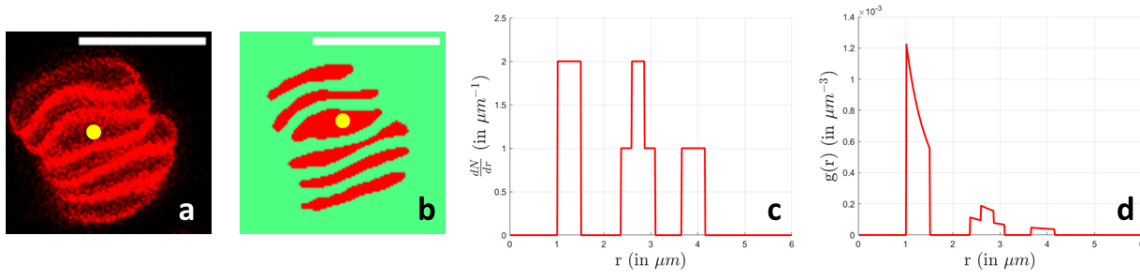 a
b
2.5
2
1.5
1
0.5
0
0 1 2 3 4 5 6
dN/dr (in μm⁻¹)
r (in μm)
c
×10⁻³
1.4
1.2
1
0.8
0.6
0.4
0.2
0
0 1 2 3 4 5 6
g(r) (in μm⁻³)
r (in μm)
d